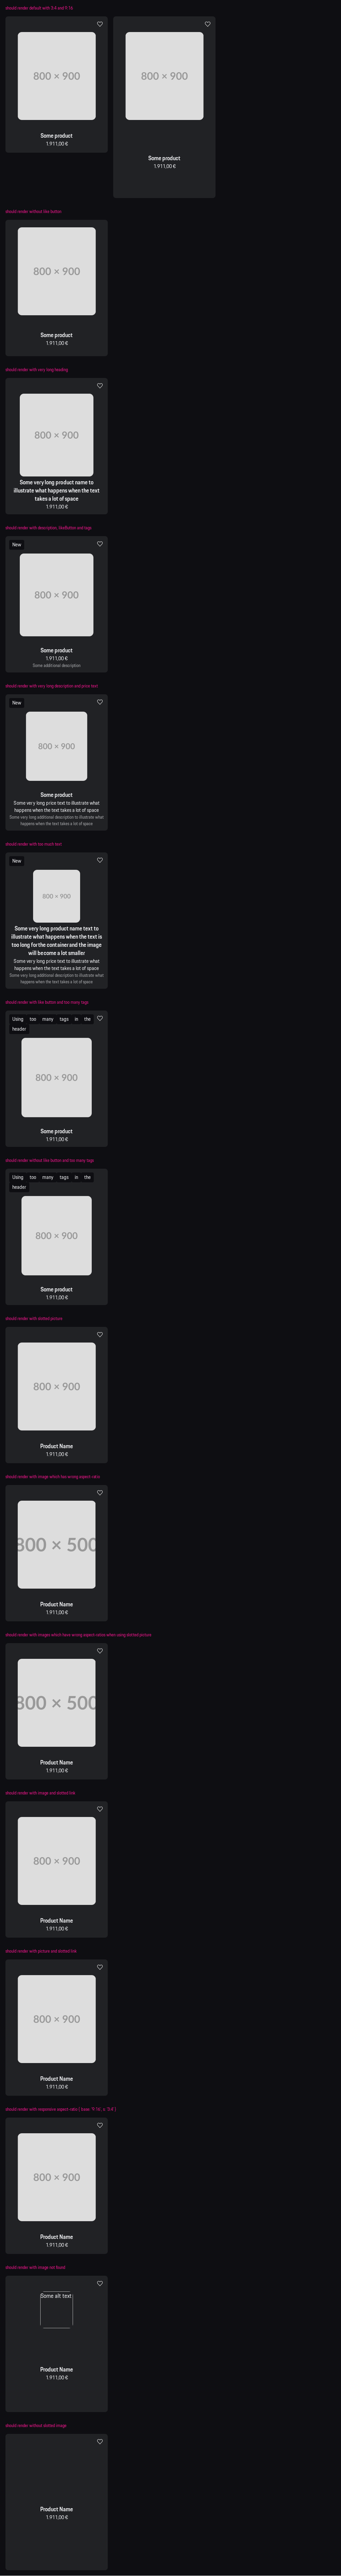 should render default with 3:4 and 9:16
800 × 900
Some product
1.911,00 €
800 × 900
Some product
1.911,00 €
should render without like button
800 × 900
Some product
1.911,00 €
should render with very long heading
800 × 900
Some very long product name to
illustrate what happens when the text
takes a lot of space
1.911,00 €
should render with description, likeButton and tags
New
800 × 900
Some product
1.911,00 €
Some additional description
should render with very long description and price text
New
800 × 900
Some product
Some very long price text to illustrate what
happens when the text takes a lot of space
Some very long additional description to illustrate what
happens when the text takes a lot of space
should render with too much text
New
800 × 900
Some very long product name text to
illustrate what happens when the text is
too long for the container and the image
will become a lot smaller
Some very long price text to illustrate what
happens when the text takes a lot of space
Some very long additional description to illustrate what
happens when the text takes a lot of space
should render with like button and too many tags
Using too many tags in the
header
800 × 900
Some product
1.911,00 €
should render without like button and too many tags
Using too many tags in the
header
800 × 900
Some product
1.911,00 €
should render with slotted picture
800 × 900
Product Name
1.911,00 €
should render with image which has wrong aspect-ratio
800 × 500
Product Name
1.911,00 €
should render with images which have wrong aspect-ratios when using slotted picture
800 × 500
Product Name
1.911,00 €
should render with image and slotted link
800 × 900
Product Name
1.911,00 €
should render with picture and slotted link
800 × 900
Product Name
1.911,00 €
should render with responsive aspect-ratio { base: '9:16', s: '3:4' }
800 × 900
Product Name
1.911,00 €
should render with image not found
Some alt text
Product Name
1.911,00 €
should render without slotted image
Product Name
1.911,00 €